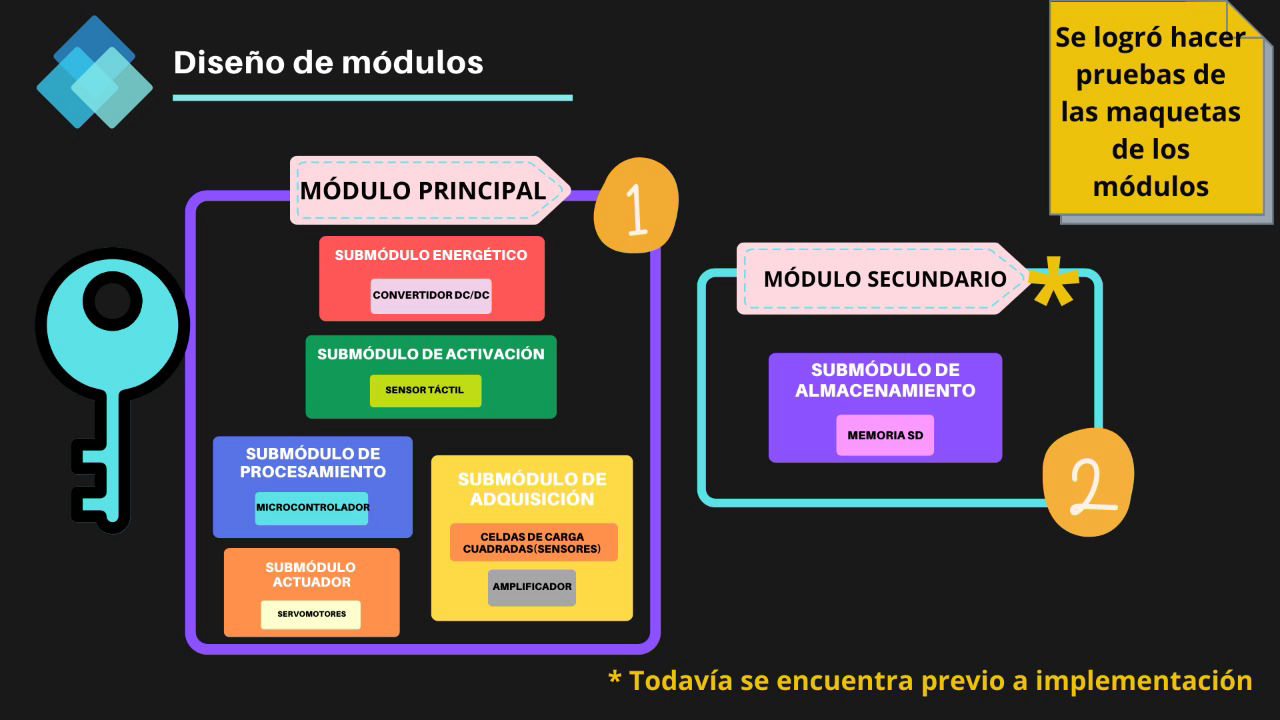 Diseño de módulos
Se logró hacer
pruebas de
las maquetas
de los
módulos
MÓDULO PRINCIPAL
1
SUBMÓDULO ENERGÉTICO
CONVERTIDOR DC/DC
SUBMÓDULO DE ACTIVACIÓN
SENSOR TÁCTIL
SUBMÓDULO DE
PROCESAMIENTO
MICROCONTROLADOR
SUBMÓDULO
ACTUADOR
SERVOMOTORES
SUBMÓDULO DE
ADQUISICIÓN
CELDAS DE CARGA
CUADRADAS(SENSORES)
AMPLIFICADOR
MÓDULO SECUNDARIO
*
SUBMÓDULO DE
ALMACENAMIENTO
MEMORIA SD
2
* Todavía se encuentra previo a implementación